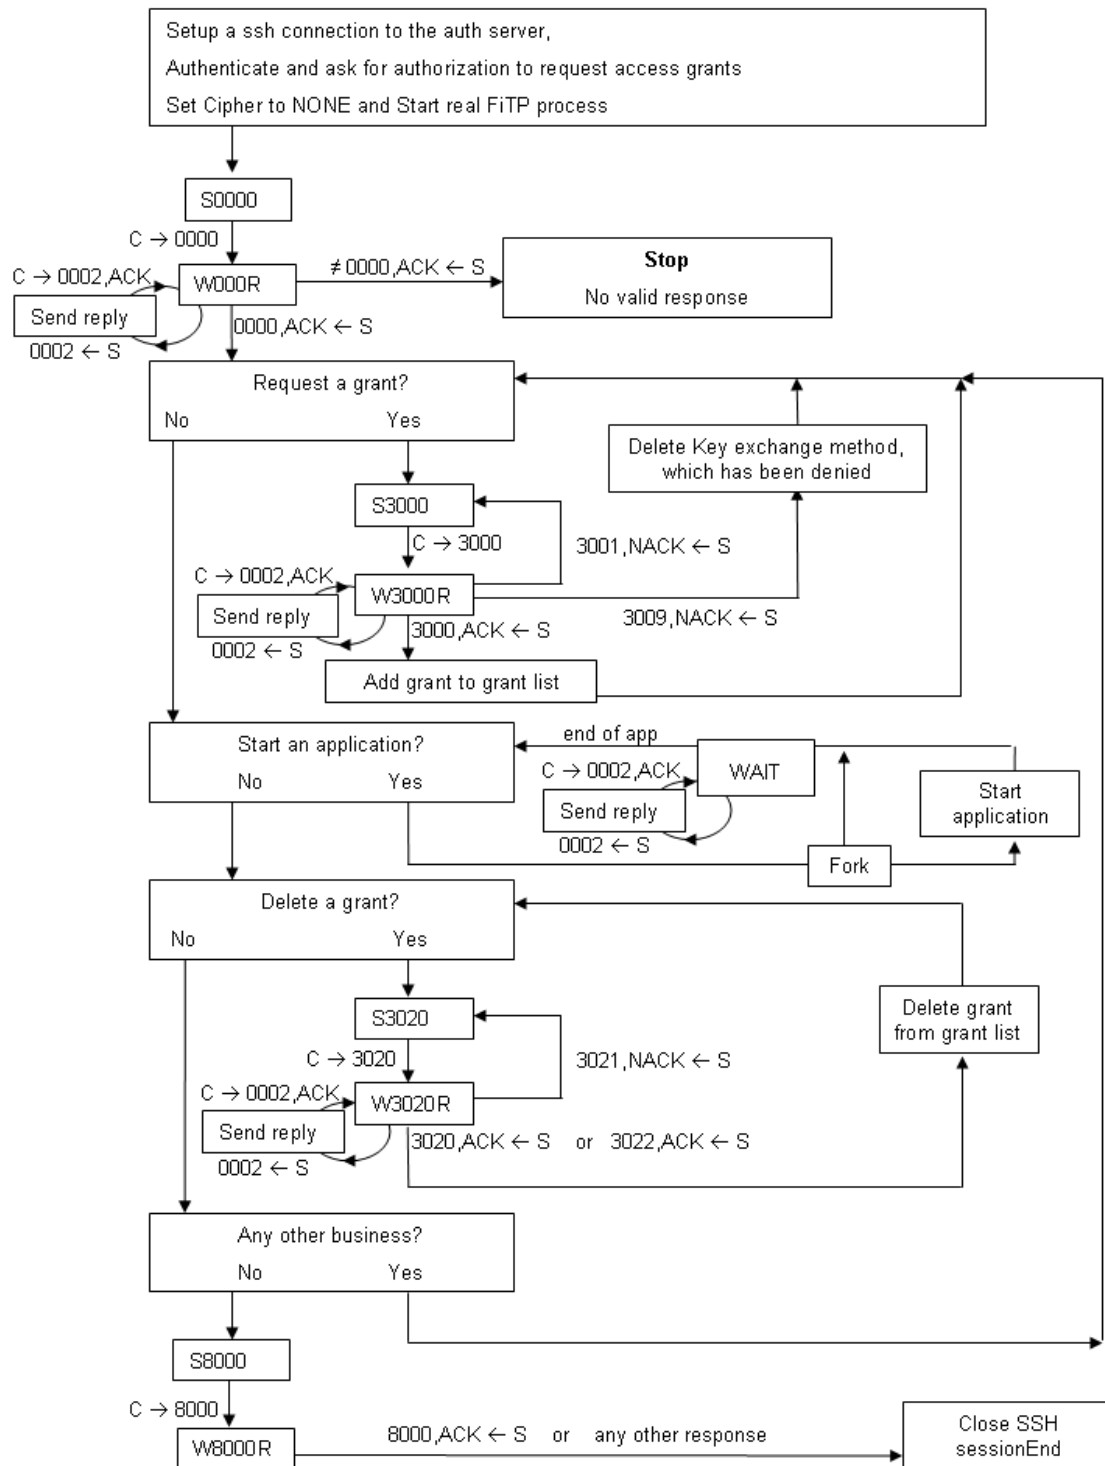 Setup a ssh connection to the auth server,
Authenticate and ask for authorization to request access grants
Set Cipher to NONE and Start real FiTP process
S0000
C → 0000
C → 0002,ACK
W000R
≠ 0000,ACK ← S
Stop
No valid response
Send reply
0000,ACK ← S
0002 ← S
Request a grant?
No Yes
Delete Key exchange method,
which has been denied
S3000
C → 3000
3001,NACK ← S
C → 0002,ACK
W3000R
Send reply
3009,NACK ← S
3000,ACK ← S
0002 ← S
Add grant to grant list
Start an application?
No Yes
end of app
C → 0002,ACK
WAIT
Send reply
0002 ← S
Start
application
Fork
Delete a grant?
No Yes
S3020
C → 3020
3021,NACK ← S
Delete grant
from grant list
C → 0002,ACK
W3020R
Send reply
3020,ACK ← S or 3022,ACK ← S
0002 ← S
Any other business?
No Yes
S8000
C → 8000
W8000R
8000,ACK ← S or any other response
Close SSH
sessionEnd